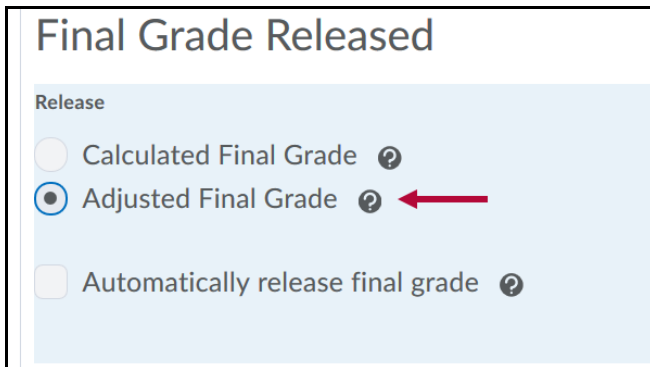 Final Grade Released
Release
Calculated Final Grade ?
Adjusted Final Grade ?
Automatically release final grade ?